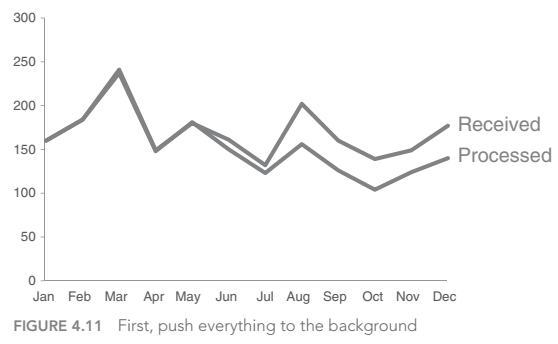 300
250
200
150
100
50
0
Received
Processed
Jan Feb Mar Apr May Jun Jul Aug Sep Oct Nov Dec
FIGURE 4.11 First, push everything to the background